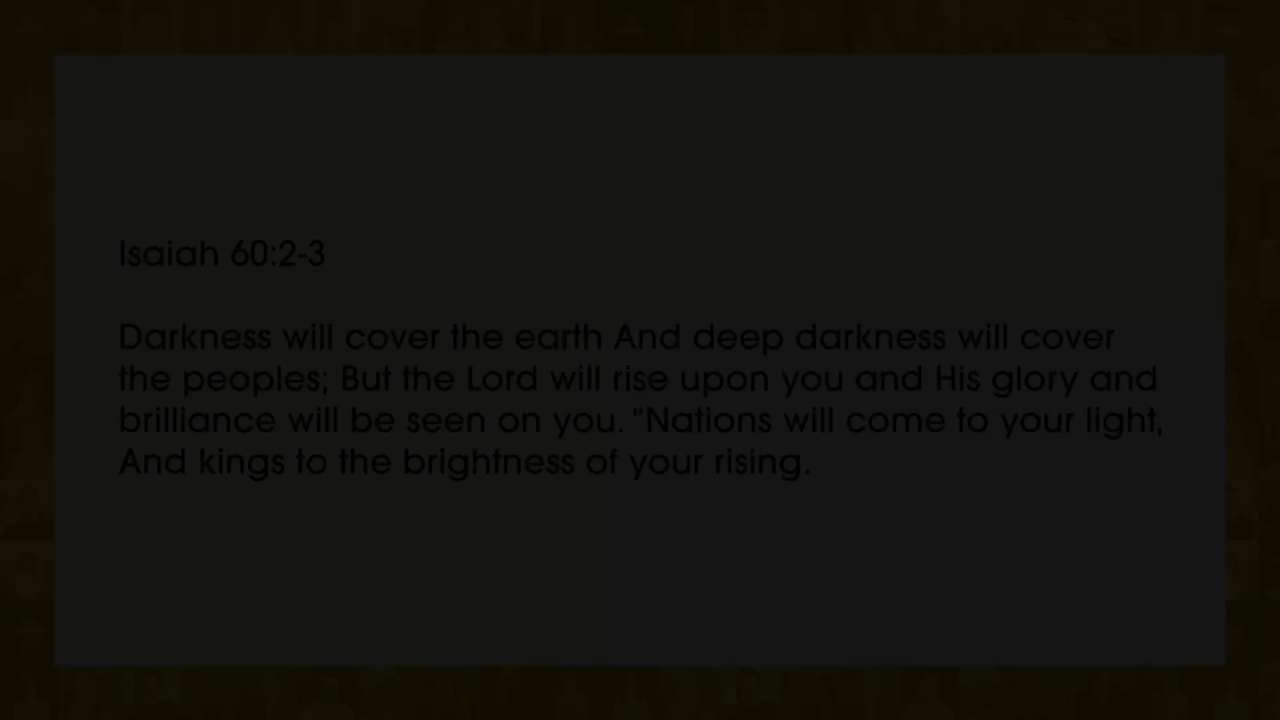 Isaiah 60:2-3
Darkness will cover the earth And deep darkness will cover
the peoples; But the Lord will rise upon you and His glory and
brilliance will be seen on you. “Nations will come to your light,
And kings to the brightness of your rising.